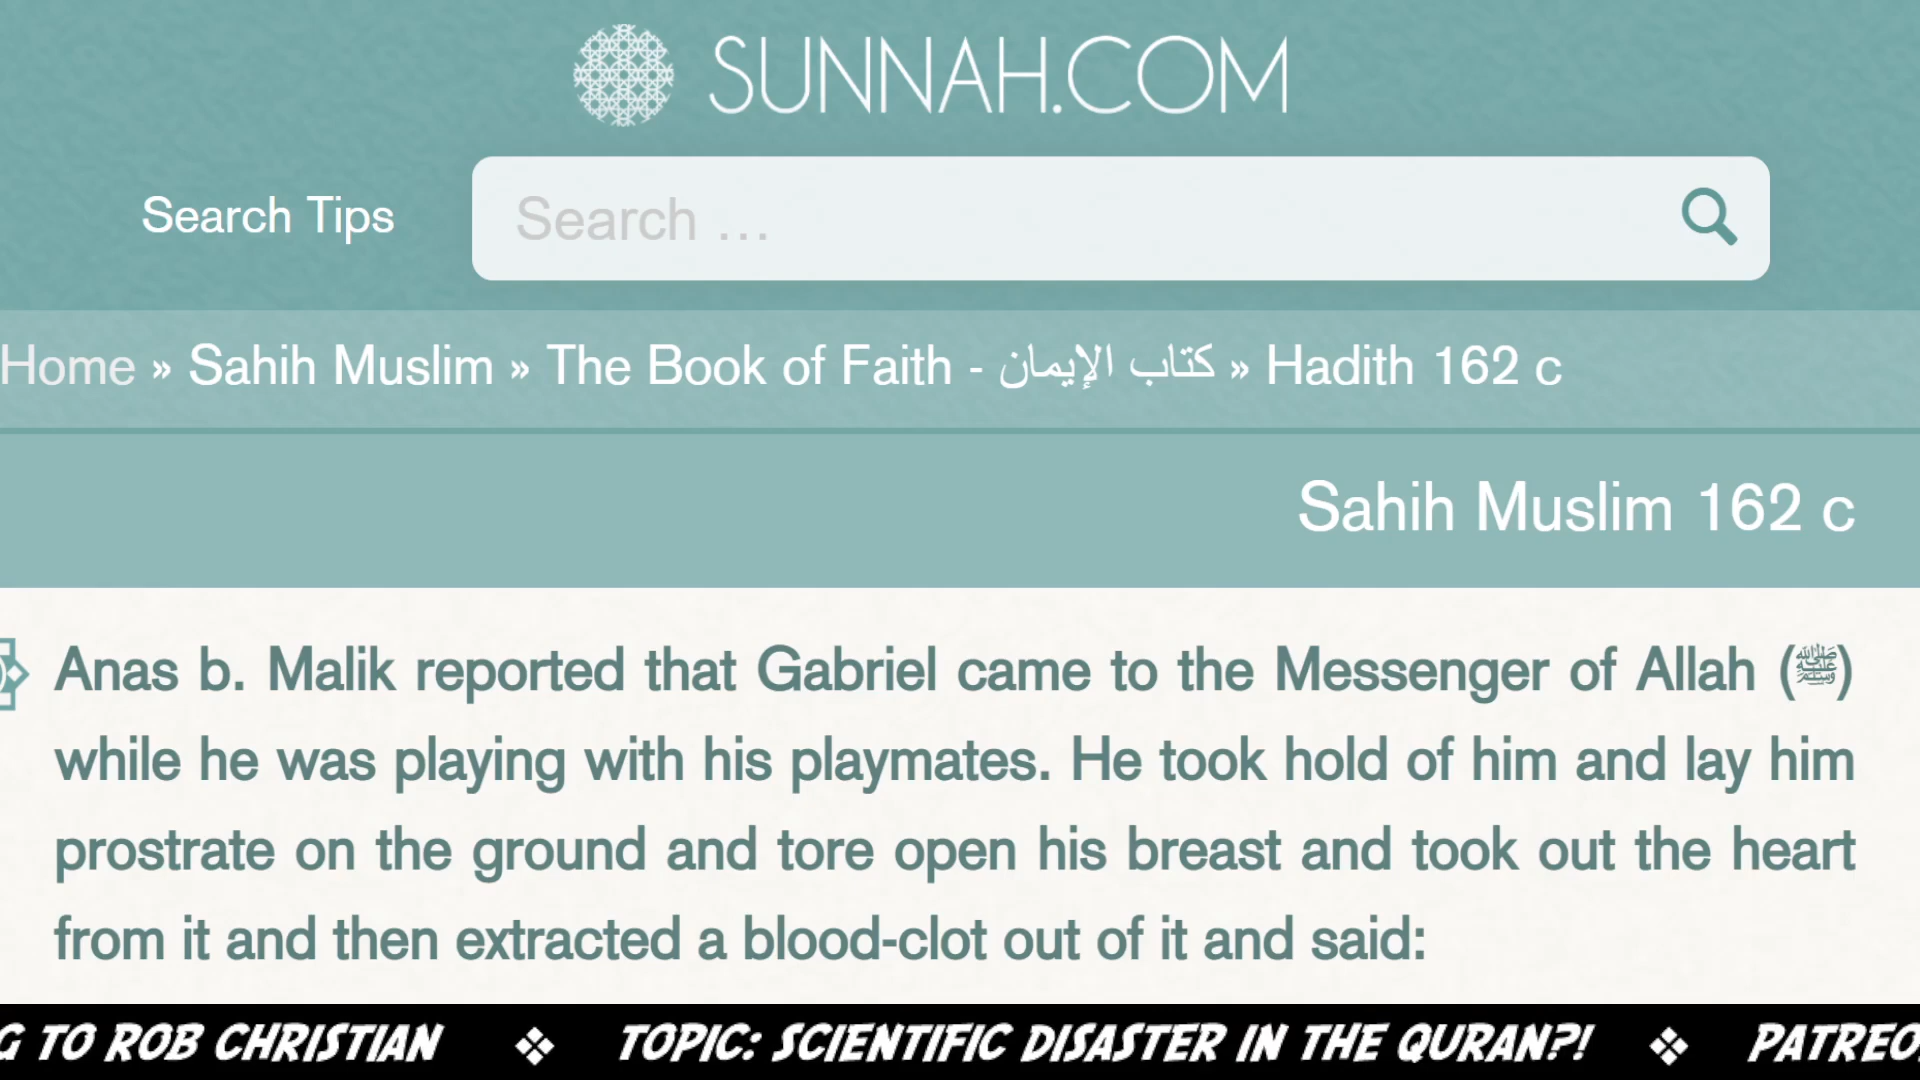 SUNNAH.COM
Search Tips
Search ...
Home » Sahih Muslim » The Book of Faith - كتاب الإيمان » Hadith 162 c
Sahih Muslim 162 c
Anas b. Malik reported that Gabriel came to the Messenger of Allah (ﷺ)
while he was playing with his playmates. He took hold of him and lay him
prostrate on the ground and tore open his breast and took out the heart
from it and then extracted a blood-clot out of it and said:
G TO ROB CHRISTIAN ❖ TOPIC: SCIENTIFIC DISASTER IN THE QURAN?! ❖ PATREO